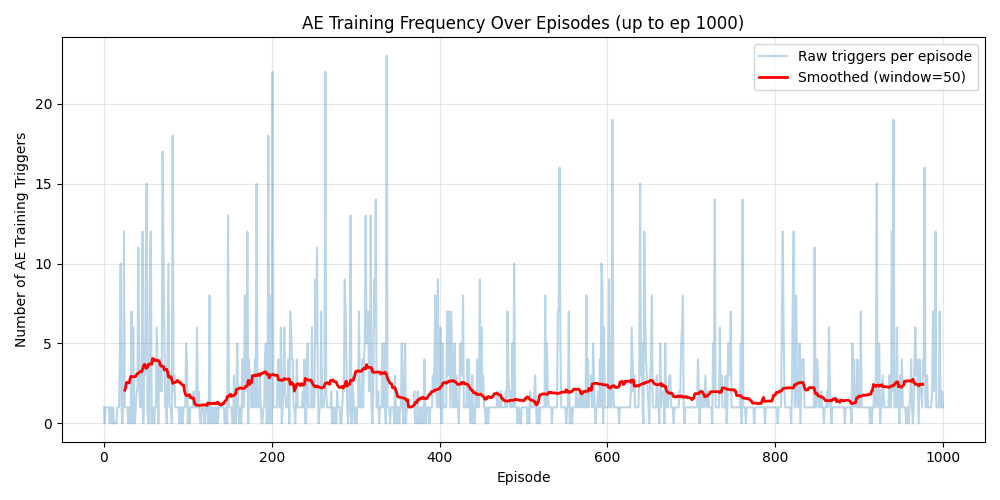 AE Training Frequency Over Episodes (up to ep 1000)
Raw triggers per episode
Smoothed (window=50)
Number of AE Training Triggers
20
15
10
5
0
0 200 400 600 800 1000
Episode